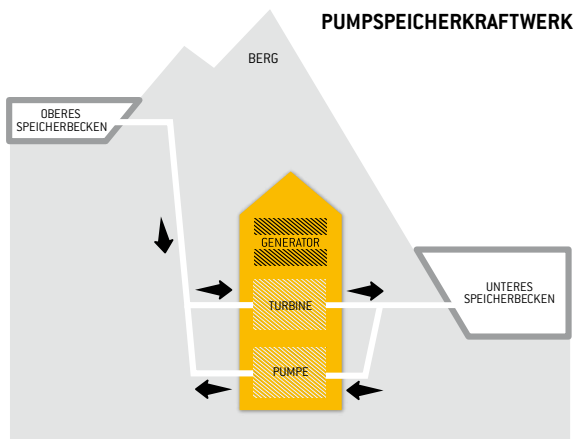 PUMPSPEICHERKRAFTWERK
BERG
OBERES
SPEICHERBECKEN
GENERATOR
TURBINE
UNTERES
SPEICHERBECKEN
PUMPE